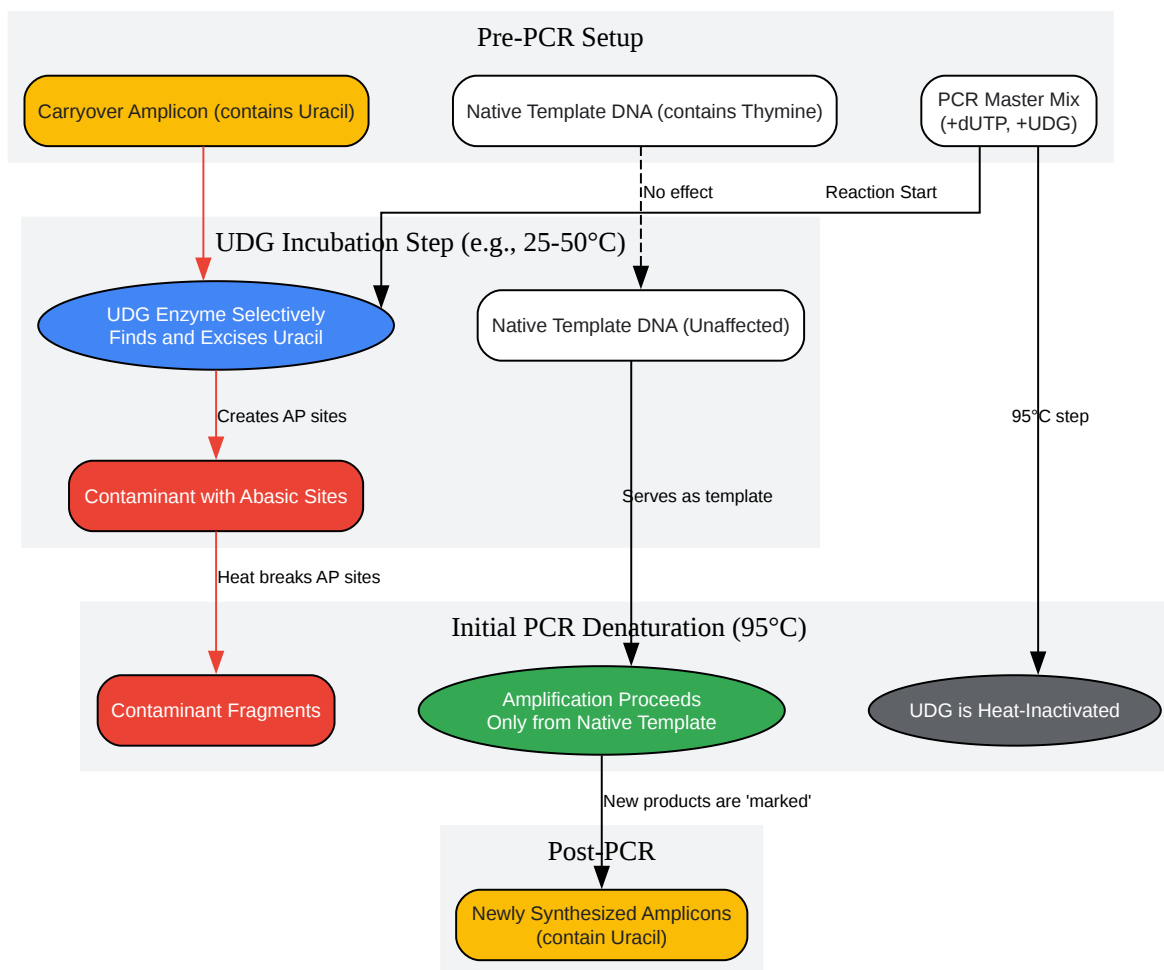 Pre-PCR Setup
Carryover Amplicon (contains Uracil)
Native Template DNA (contains Thymine)
PCR Master Mix
(+dUTP, +UDG)
No effect
Reaction Start
UDG Incubation Step (e.g., 25-50°C)
UDG Enzyme Selectively
Finds and Excises Uracil
Native Template DNA (Unaffected)
Creates AP sites
95°C step
Contaminant with Abasic Sites
Serves as template
Heat breaks AP sites
Initial PCR Denaturation (95°C)
Contaminant Fragments
Amplification Proceeds
Only from Native Template
UDG is Heat-Inactivated
New products are 'marked'
Post-PCR
Newly Synthesized Amplicons
(contain Uracil)